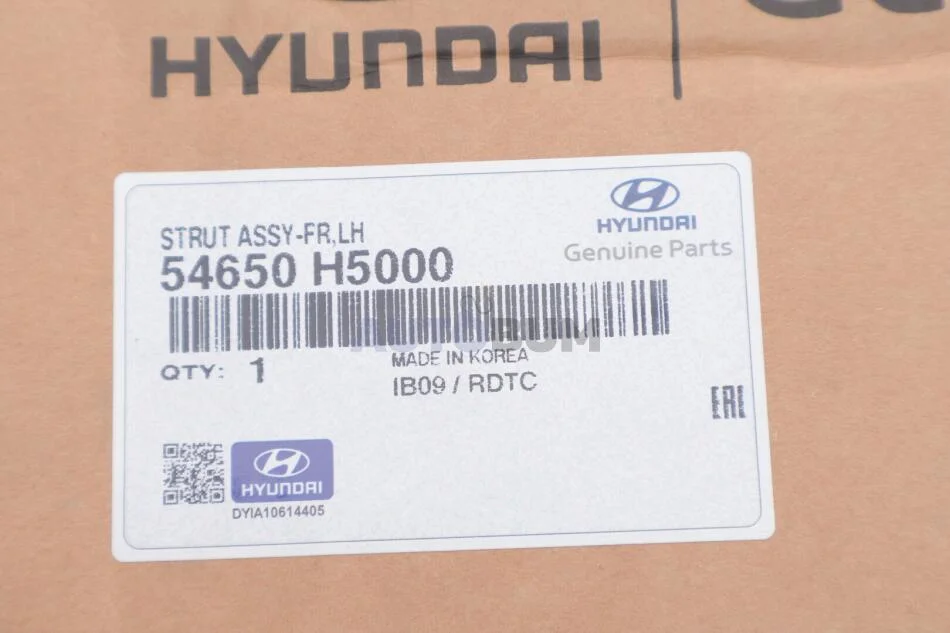 HYUNDAI
HYUNDAI
Genuine Parts
STRUT ASSY-FR,LH
54650 H5000
AUTOBUM
QTY: 1
MADE IN KOREA
IB09 / RDTC
EAC
HYUNDAI
DYIA10614405